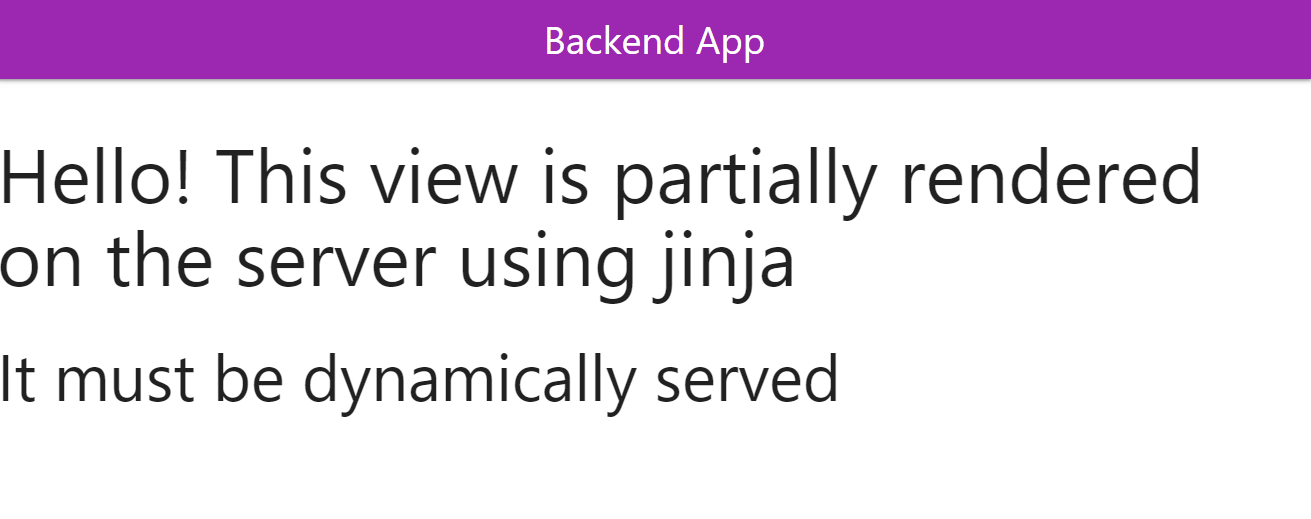 Backend App
Hello! This view is partially rendered
on the server using jinja
It must be dynamically served